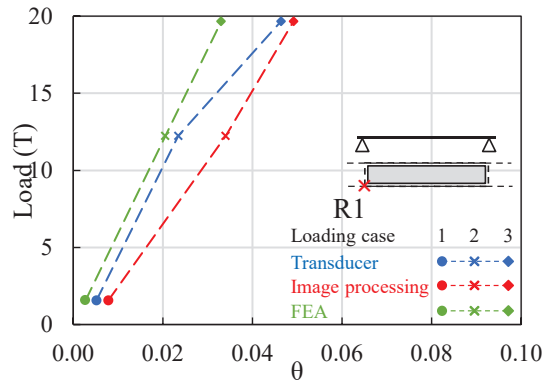 20
15
10
5
0
Load (T)
0.00 0.02 0.04 0.06 0.08 0.10
θ
R1
Loading case 1 2 3
Transducer
Image processing
FEA